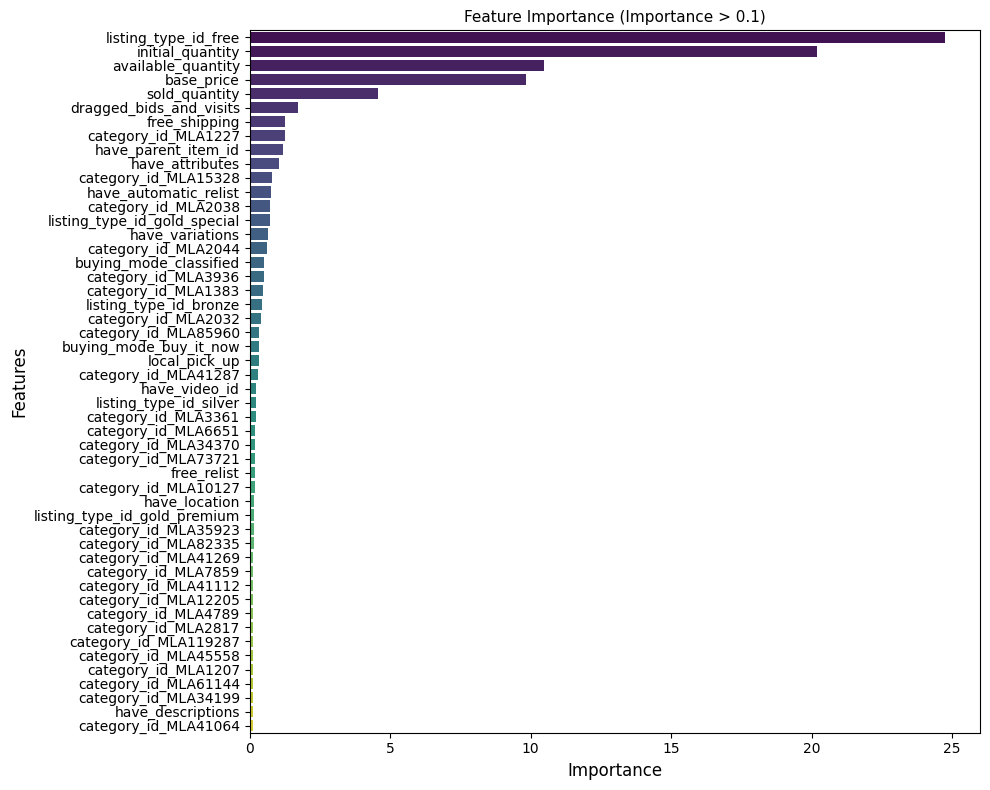 Feature Importance (Importance > 0.1)
listing_type_id_free
initial_quantity
available_quantity
base_price
sold_quantity
dragged_bids_and_visits
free_shipping
category_id_MLA1227
have_parent_item_id
have_attributes
category_id_MLA15328
have_automatic_relist
category_id_MLA2038
listing_type_id_gold_special
have_variations
category_id_MLA2044
buying_mode_classified
category_id_MLA3936
category_id_MLA1383
listing_type_id_bronze
category_id_MLA2032
category_id_MLA85960
buying_mode_buy_it_now
local_pick_up
category_id_MLA41287
have_video_id
listing_type_id_silver
category_id_MLA3361
category_id_MLA6651
category_id_MLA34370
category_id_MLA73721
free_relist
category_id_MLA10127
have_location
listing_type_id_gold_premium
category_id_MLA35923
category_id_MLA82335
category_id_MLA41269
category_id_MLA7859
category_id_MLA41112
category_id_MLA12205
category_id_MLA4789
category_id_MLA2817
category_id_MLA119287
category_id_MLA45558
category_id_MLA1207
category_id_MLA61144
category_id_MLA34199
have_descriptions
category_id_MLA41064
Features
0 5 10 15 20 25
Importance